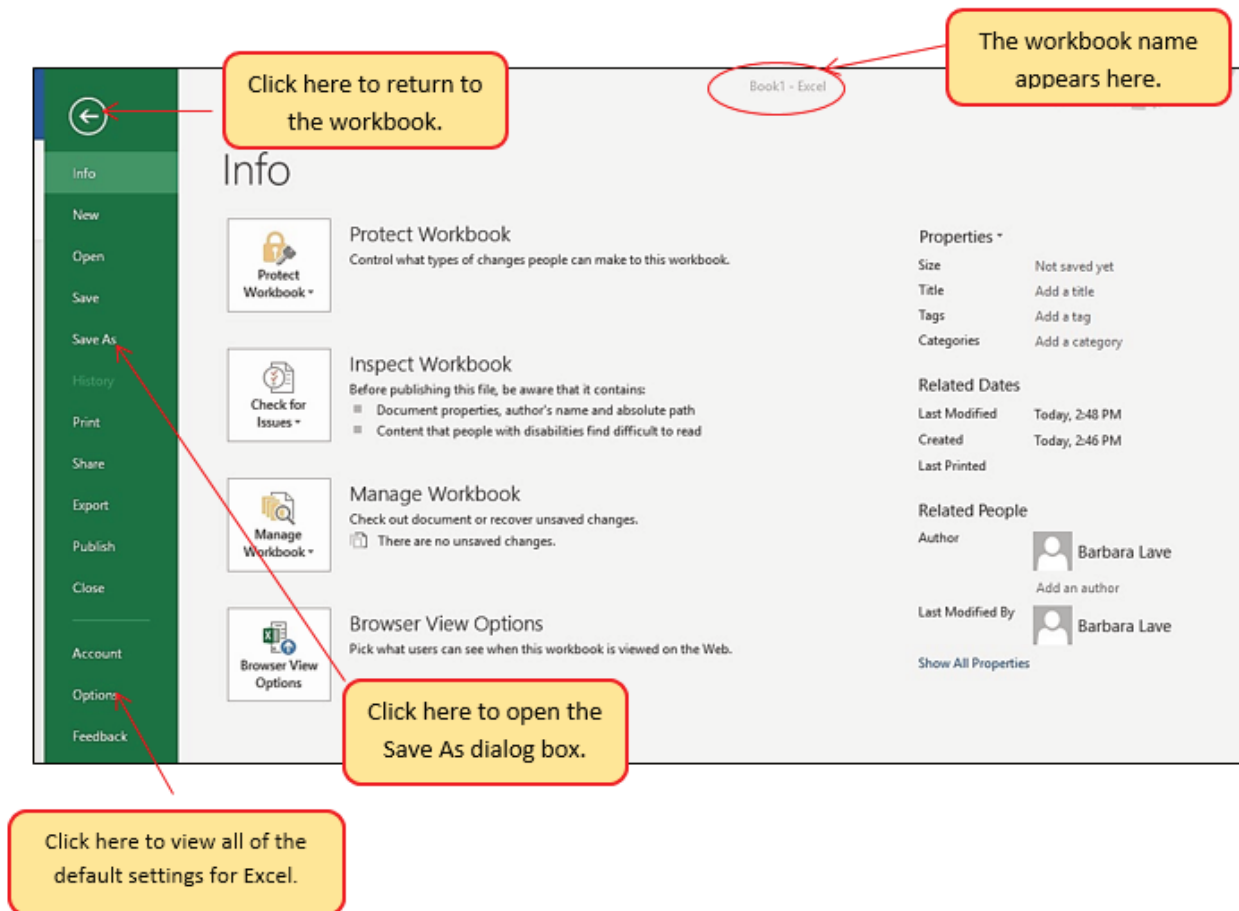 The workbook name
appears here.
Click here to return to
the workbook.
Book1 - Excel
Info
New
Open
Save
Save As
History
Print
Share
Export
Publish
Close
Account
Options
Feedback
Info
Protect
Workbook
Protect Workbook
Control what types of changes people can make to this workbook.
Check for
Issues
Inspect Workbook
Before publishing this file, be aware that it contains:
Document properties, author's name and absolute path
Content that people with disabilities find difficult to read
Manage
Workbook
Manage Workbook
Check out document or recover unsaved changes.
There are no unsaved changes.
Browser View
Options
Browser View Options
Pick what users can see when this workbook is viewed on the Web.
Properties
Size Not saved yet
Title Add a title
Tags Add a tag
Categories Add a category
Related Dates
Last Modified Today, 2:48 PM
Created Today, 2:46 PM
Last Printed
Related People
Author Barbara Lave
Add an author
Last Modified By Barbara Lave
Show All Properties
Click here to open the
Save As dialog box.
Click here to view all of the
default settings for Excel.